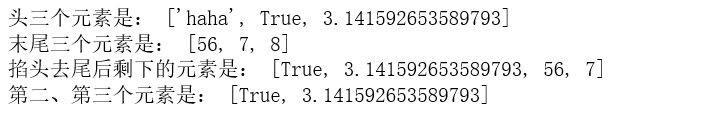 头三个元素是： ['haha', True, 3.141592653589793]
末尾三个元素是： [56, 7, 8]
掐头去尾后剩下的元素是： [True, 3.141592653589793, 56, 7]
第二、第三个元素是： [True, 3.141592653589793]